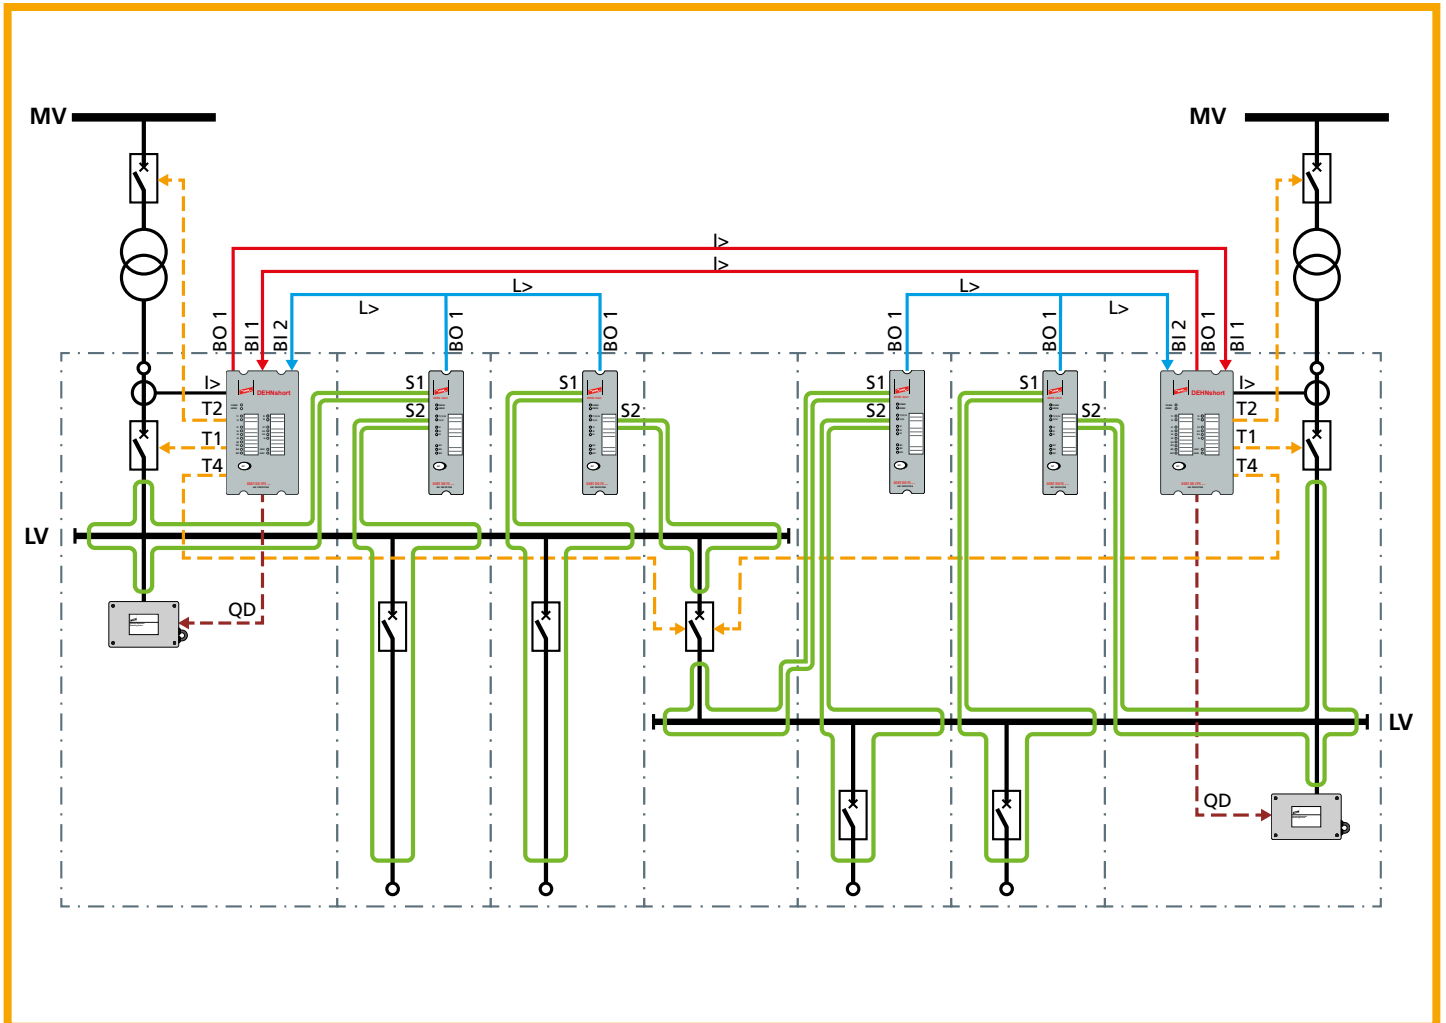 MV
MV
I>
I>
L>
L>
L>
L>
BO 1
BI 1
BI 2
BO 1
BO 1
BO 1
BO 1
BI 2
BO 1
BI 1
I>
T2
T1
T4
DEHNshort
S1
S2
S1
S2
S1
S2
S1
S2
DEHNshort
I>
T2
T1
T4
LV
QD
LV
QD